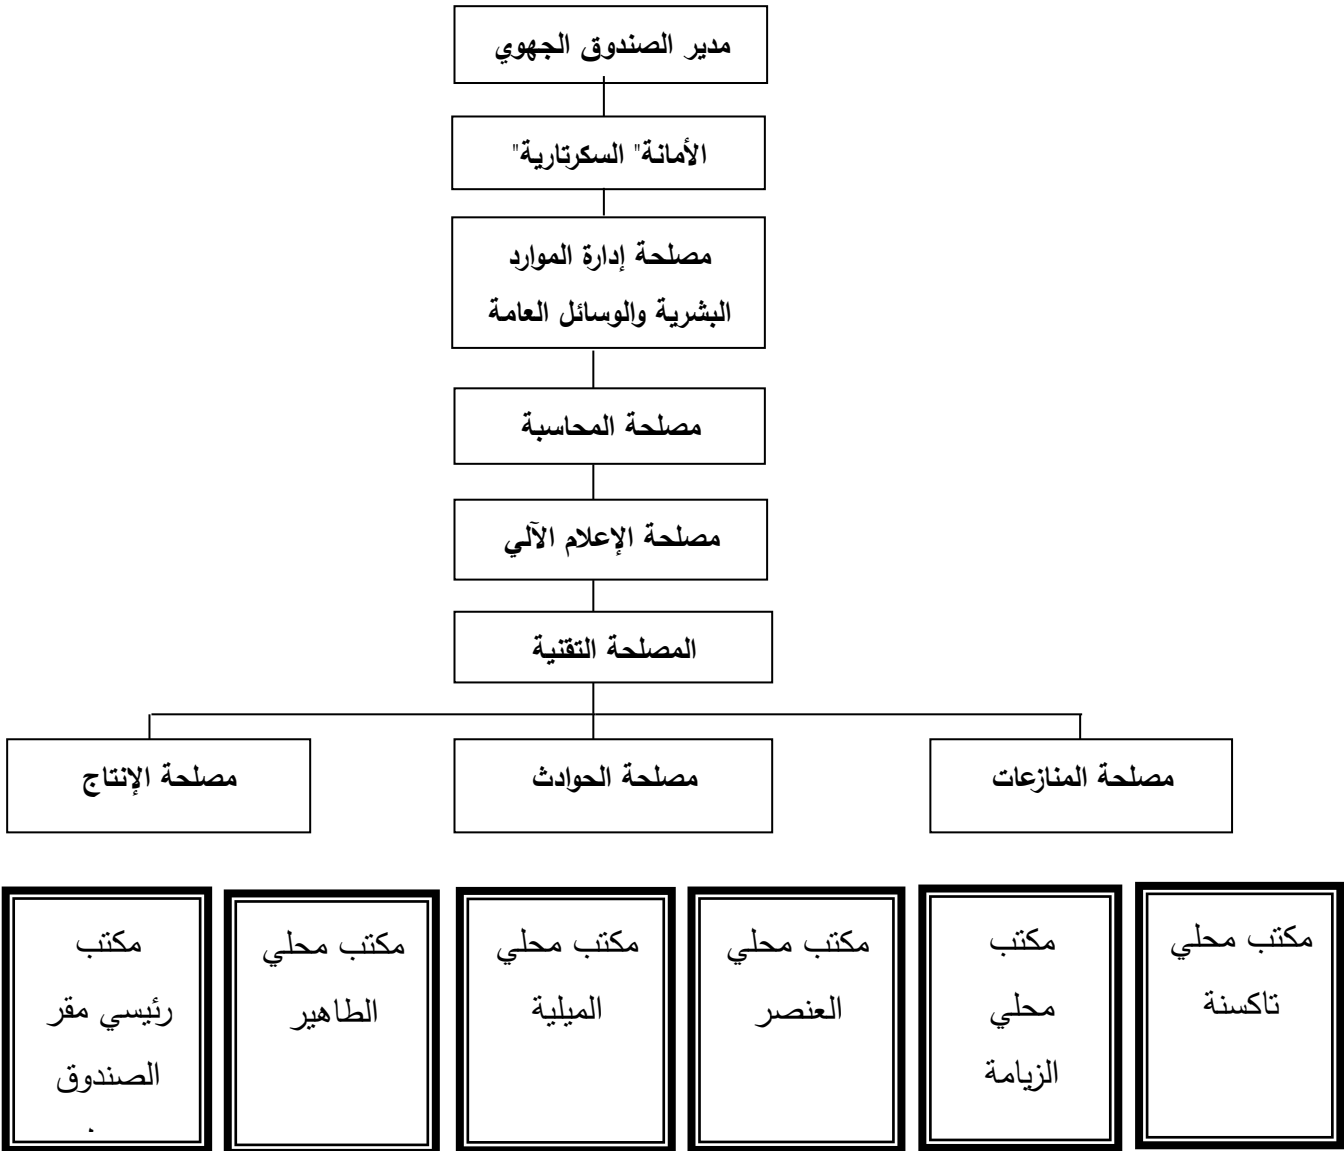 مدير الصندوق الجهوي
الأمانة" السكرتارية"
مصلحة إدارة الموارد
البشرية والوسائل العامة
مصلحة المحاسبة
مصلحة الإعلام الآلي
المصلحة التقنية
مصلحة المنازعات
مصلحة الحوادث
مصلحة الإنتاج
مكتب محلي
تاكسنة
مكتب
محلي
الزيامة
مكتب محلي
العنصر
مكتب محلي
الميلية
مكتب محلي
الطاهير
مكتب
رئيسي مقر
الصندوق